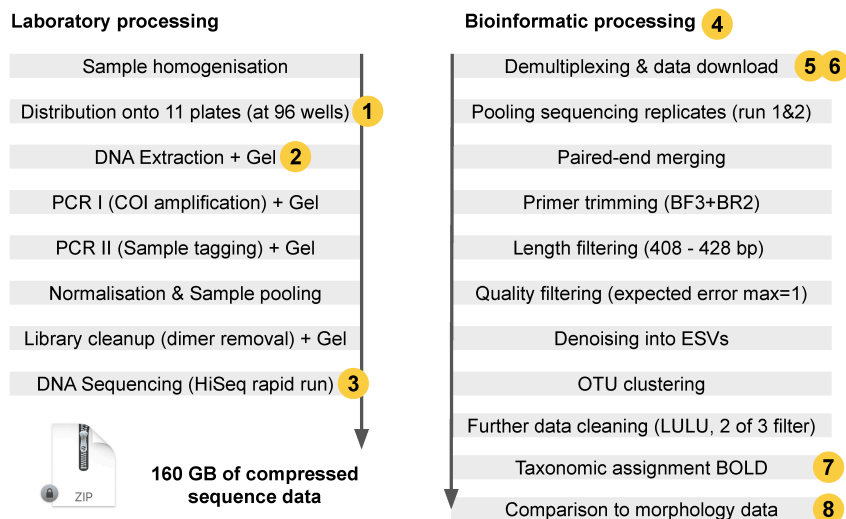 Laboratory processing
Sample homogenisation
Distribution onto 11 plates (at 96 wells) 1
DNA Extraction + Gel 2
PCR I (COI amplification) + Gel
PCR II (Sample tagging) + Gel
Normalisation & Sample pooling
Library cleanup (dimer removal) + Gel
DNA Sequencing (HiSeq rapid run) 3
ZIP
160 GB of compressed
sequence data
Bioinformatic processing 4
Demultiplexing & data download 5 6
Pooling sequencing replicates (run 1&2)
Paired-end merging
Primer trimming (BF3+BR2)
Length filtering (408 - 428 bp)
Quality filtering (expected error max=1)
Denoising into ESVs
OTU clustering
Further data cleaning (LULU, 2 of 3 filter)
Taxonomic assignment BOLD 7
Comparison to morphology data 8